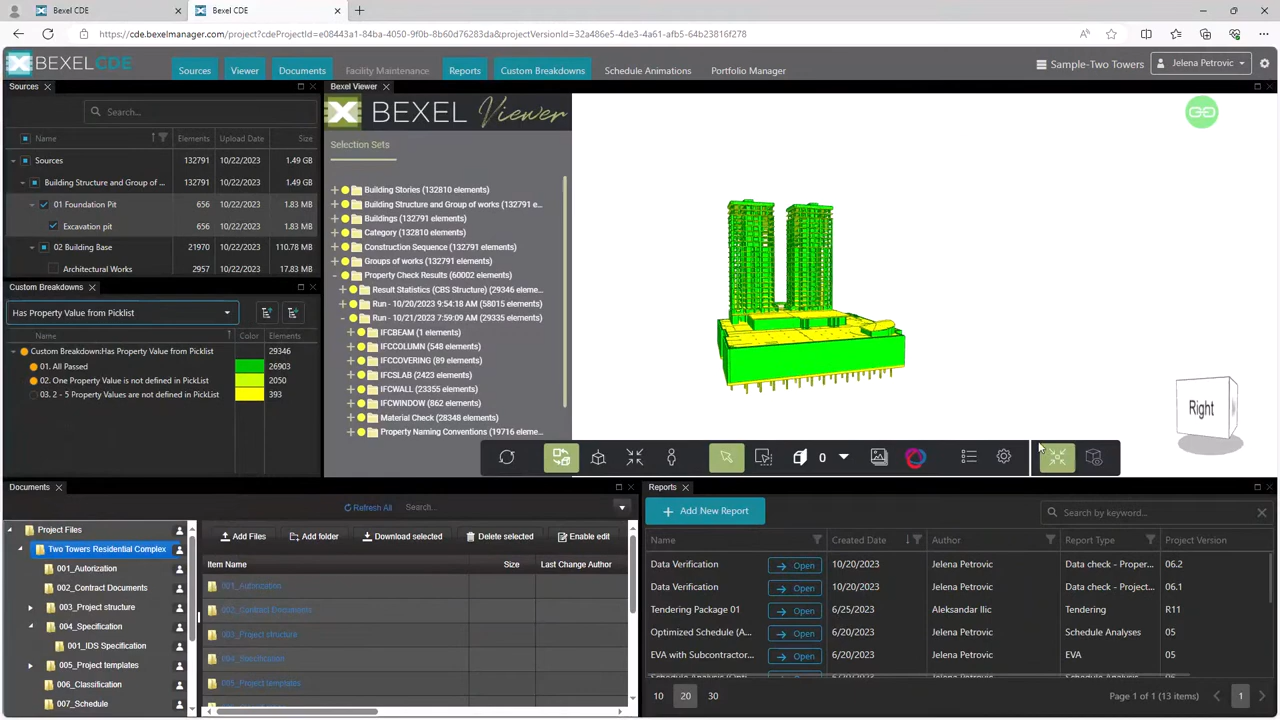 Bexel CDE
Bexel CDE
https://cde.bexelmanager.com/project?cdeProjectId=e08443a1-84ba-4050-9f0b-8b60d76283da&projectVersionId=32a486e5-4de3-4a61-afb5-64b23816f278
BEXELCDE
Sources
Viewer
Documents
Facility Maintenance
Reports
Custom Breakdowns
Schedule Animations
Portfolio Manager
Sample-Two Towers
Jelena Petrovic
Sources
Search...
Name Elements Upload Date Size
Sources 132791 10/22/2023 1.49 GB
Building Structure and Group of ... 132791 10/22/2023 1.49 GB
01 Foundation Pit 656 10/22/2023 1.83 MB
Excavation pit 656 10/22/2023 1.83 MB
02 Building Base 21970 10/22/2023 110.78 MB
Architectural Works 2957 10/22/2023 17.83 MB
Custom Breakdowns
Has Property Value from Picklist
Name Color Elements
Custom Breakdown:Has Property Value from Picklist 29346
01. All Passed 26903
02. One Property Value is not defined in PickList 2050
03. 2 - 5 Property Values are not defined in PickList 393
Bexel Viewer
BEXEL Viewer
Selection Sets
Building Stories (132810 elements)
Building Structure and Group of works (132791 e...
Buildings (132791 elements)
Category (132810 elements)
Construction Sequence (132791 elements)
Groups of works (132791 elements)
Property Check Results (60002 elements)
Result Statistics (CBS Structure) (29346 eleme...
Run - 10/20/2023 9:54:18 AM (58015 elements)
Run - 10/21/2023 7:59:09 AM (29335 elements)
IFCBEAM (1 elements)
IFCCOLUMN (548 elements)
IFCCOVERING (89 elements)
IFCSLAB (2423 elements)
IFCWALL (23355 elements)
IFCWINDOW (862 elements)
Material Check (28348 elements)
Property Naming Conventions (19716 elements)
Right
0
Documents
Refresh All
Search...
Project Files
Two Towers Residential Complex
001_Autorization
002_Contract Documents
003_Project structure
004_Specification
001_IDS Specification
005_Project templates
006_Classification
007_Schedule
Add Files
Add folder
Download selected
Delete selected
Enable edit
Item Name Size Last Change Author
001_Autorization
002_Contract Documents
003_Project structure
004_Specification
005_Project templates
Reports
Add New Report
Search by keyword...
Name Created Date Author Report Type Project Version
Data Verification Open 10/20/2023 Jelena Petrovic Data check - Proper... 06.2
Data Verification Open 10/20/2023 Jelena Petrovic Data check - Project... 06.1
Tendering Package 01 Open 6/25/2023 Aleksandar Ilic Tendering R11
Optimized Schedule (A... Open 6/20/2023 Jelena Petrovic Schedule Analyses 05
EVA with Subcontractor... Open 6/20/2023 Jelena Petrovic EVA 05
10 20 30
Page 1 of 1 (13 items)
1